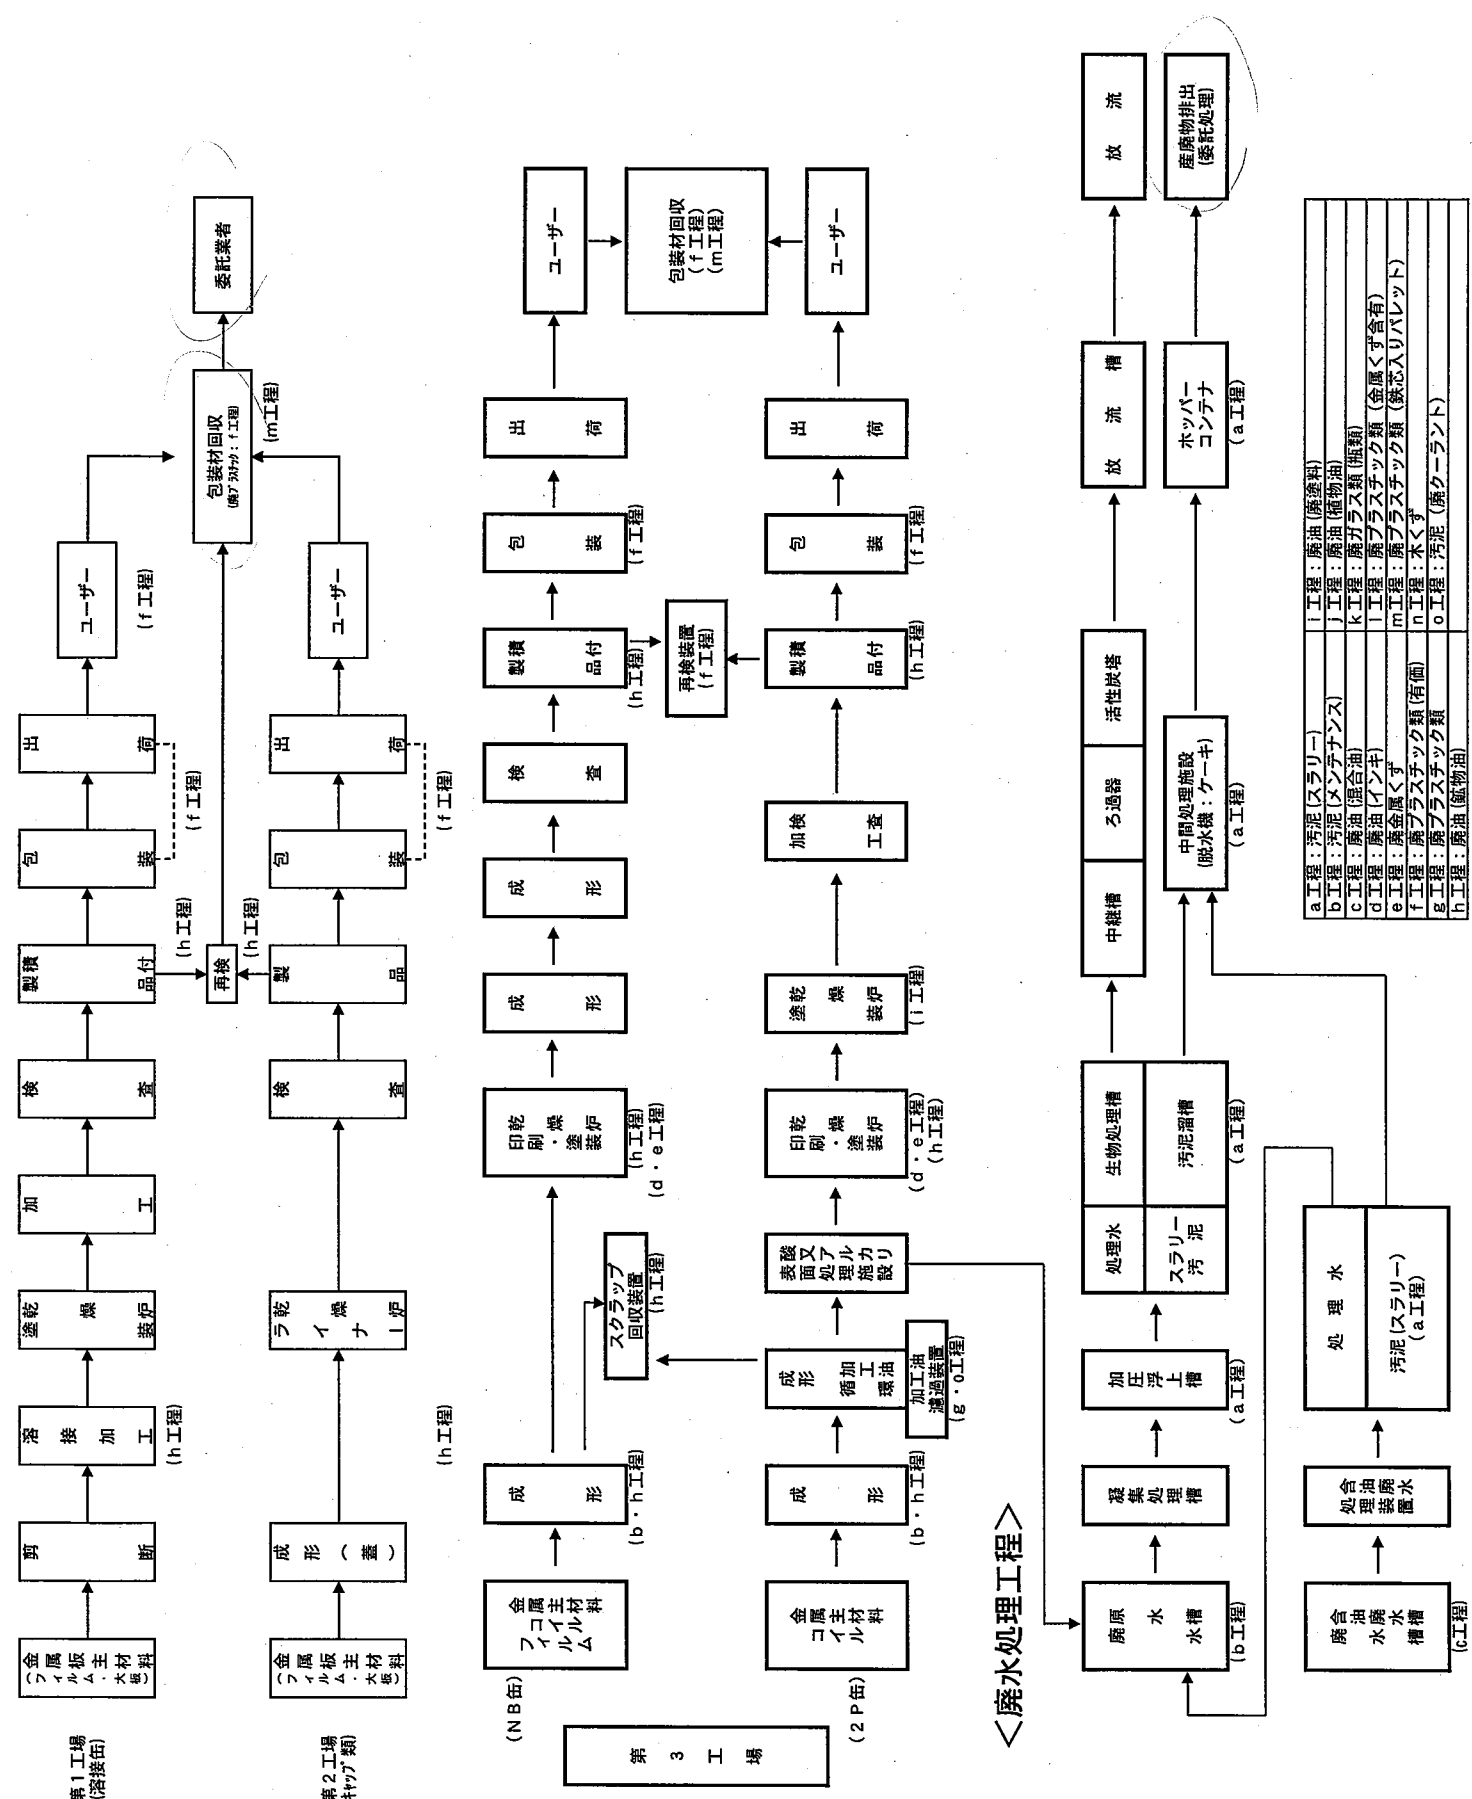 第１工場
(溶接缶)
金属板主材料
(フィルム・大板)
剪断
溶接加工
(h工程)
塗装乾燥炉
加工
検査
製品積付
(h工程)
包装
出荷
(f工程)
ユーザー
(f工程)
再検
(h工程)
包装材回収
(廃プラスチック：f工程)
(m工程)
委託業者
第２工場
キャップ類)
金属板主材料
(フィルム・大板)
成形(蓋)
(h工程)
ライナー乾燥炉
検査
製品
包装
出荷
(f工程)
ユーザー
第３工場
(ＮＢ缶)
金属主材料
フィルム
コイル
成形
(b・h工程)
スクラップ
回収装置
(h工程)
印刷・塗装
乾燥炉
(h工程)
(d・e工程)
成形
成形
検査
製品積付
(h工程)
再検装置
(f工程)
包装
(f工程)
出荷
ユーザー
包装材回収
(f工程)
(m工程)
(２Ｐ缶)
金属主材料
コイル
成形
(b・h工程)
成形
加工油
循環
加工油
濾過装置
(g・o工程)
酸又アルカリ
表面処理施設
印刷・塗装
乾燥炉
(d・e工程)
(h工程)
塗装
乾燥炉
(i工程)
加工
検査
製品積付
(h工程)
包装
(f工程)
出荷
ユーザー
＜廃水処理工程＞
廃水
原水槽
(b工程)
凝集処理槽
加圧浮上槽
(a工程)
処理水
スラリー
汚泥
生物処理槽
汚泥溜槽
(a工程)
中継槽
ろ過器
活性炭塔
放流槽
放流
中間処理施設
(脱水機：ケーキ)
(a工程)
ホッパー
コンテナ
(a工程)
産廃物排出
(委託処理)
含油廃水
廃水槽
(c工程)
含油廃水
処理装置
処理水
汚泥(スラリー)
(a工程)
a工程：汚泥(スラリー)
b工程：汚泥(メンテナンス)
c工程：廃油(混合油)
d工程：廃油(インキ)
e工程：廃金属くず
f工程：廃プラスチック類(有価)
g工程：廃プラスチック類
h工程：廃油(鉱物油)
i工程：廃油(廃塗料)
j工程：廃油(植物油)
k工程：廃ガラス類(瓶類)
l工程：廃プラスチック類(金属くず含有)
m工程：廃プラスチック類(鉄芯入りパレット)
n工程：木くず
o工程：汚泥(廃クーラント)